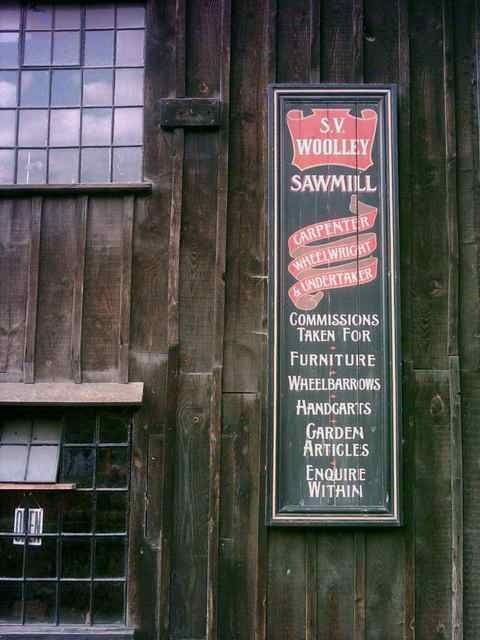 S.V.
WOOLLEY
SAWMILL
CARPENTER
WHEELWRIGHT
& UNDERTAKER
COMMISSIONS
TAKEN FOR
FURNITURE
WHEELBARROWS
HANDCARTS
GARDEN
ARTICLES
ENQUIRE
WITHIN